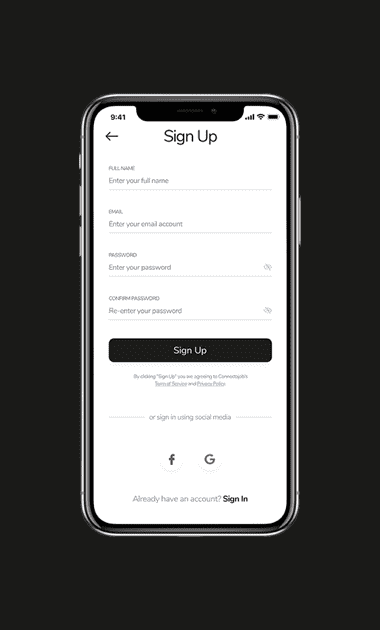 9:41
Sign Up
FULL NAME
Enter your full name
EMAIL
Enter your email account
PASSWORD
Enter your password
CONFIRM PASSWORD
Re-enter your password
Sign Up
By clicking "Sign Up" you are agreeing to
Term of Service and Privacy Policy
or sign in using social media
f
G
Already have an account? Sign In